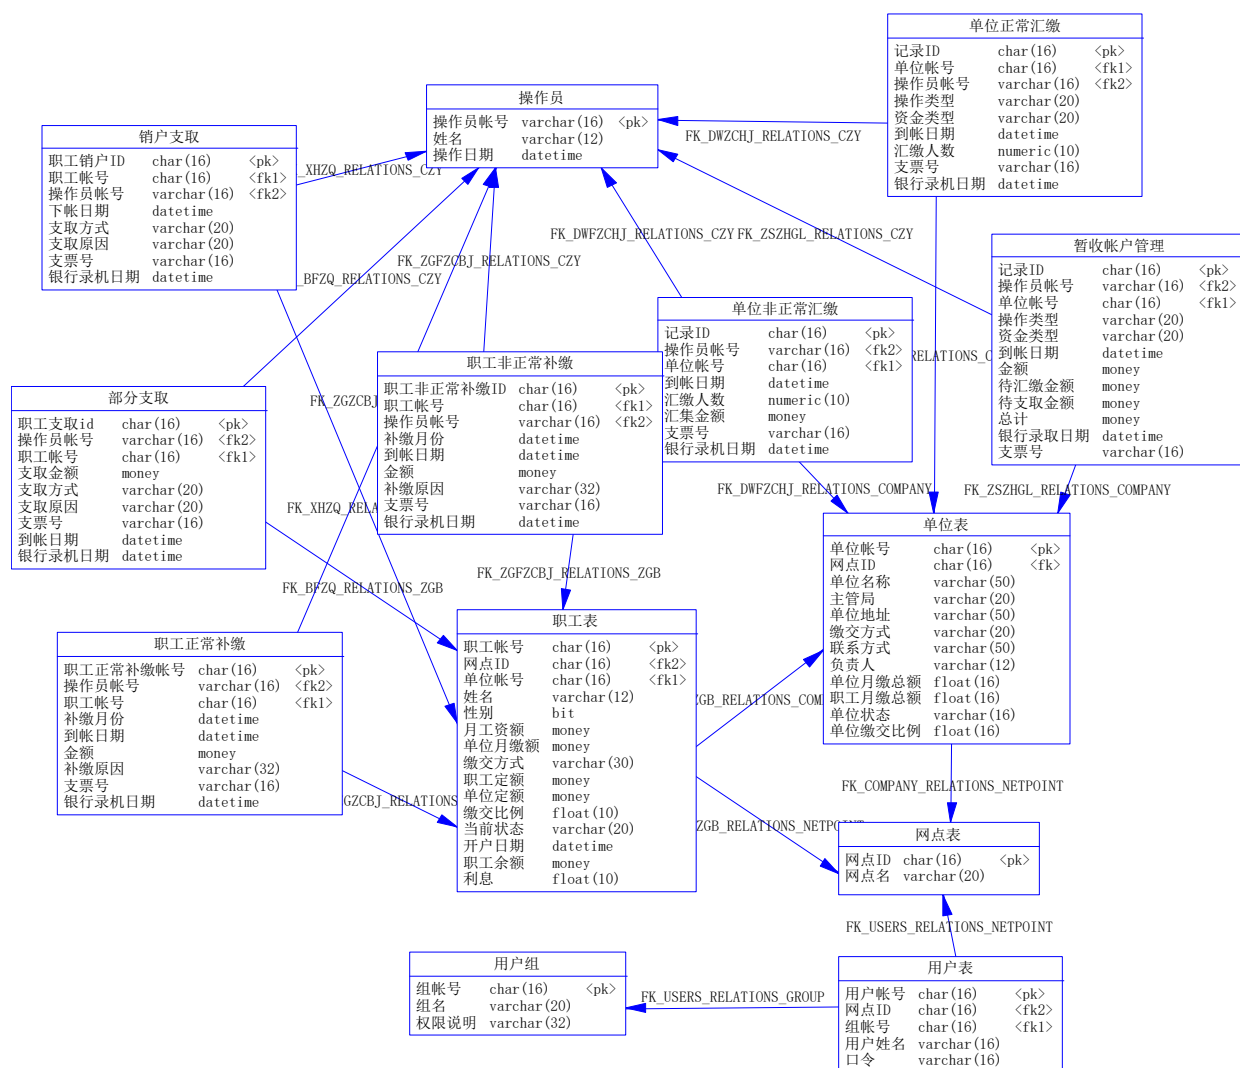 单位正常汇缴
记录ID char(16) <pk>
单位帐号 char(16) <fk1>
操作员帐号 varchar(16) <fk2>
操作类型 varchar(20)
资金类型 varchar(20)
到帐日期 datetime
汇缴人数 numeric(10)
支票号 varchar(16)
银行录机日期 datetime
操作员
操作员帐号 varchar(16) <pk>
姓名 varchar(12)
操作日期 datetime
FK_DWZCHJ_RELATIONS_CZY
销户支取
职工销户ID char(16) <pk>
职工帐号 char(16) <fk1>
操作员帐号 varchar(16) <fk2>
下帐日期 datetime
支取方式 varchar(20)
支取原因 varchar(20)
支票号 varchar(16)
银行录机日期 datetime
_XHZQ_RELATIONS_CZY
FK_DWFZCHJ_RELATIONS_CZY
FK_ZSZHGL_RELATIONS_CZY
FK_ZGFZCBJ_RELATIONS_CZY
_BFZQ_RELATIONS_CZY
暂收帐户管理
记录ID char(16) <pk>
操作员帐号 varchar(16) <fk2>
单位帐号 char(16) <fk1>
操作类型 varchar(20)
资金类型 varchar(20)
到帐日期 datetime
金额 money
待汇缴金额 money
待支取金额 money
总计 money
银行录取日期 datetime
支票号 varchar(16)
单位非正常汇缴
记录ID char(16) <pk>
操作员帐号 varchar(16) <fk2>
单位帐号 char(16) <fk1>
到帐日期 datetime
汇缴人数 numeric(10)
汇集金额 money
支票号 varchar(16)
银行录机日期 datetime
RELATIONS_C
职工非正常补缴
职工非正常补缴ID char(16) <pk>
职工帐号 char(16) <fk1>
操作员帐号 varchar(16) <fk2>
补缴月份 datetime
到帐日期 datetime
金额 money
补缴原因 varchar(32)
支票号 varchar(16)
银行录机日期 datetime
部分支取
职工支取id char(16) <pk>
操作员帐号 varchar(16) <fk2>
职工帐号 char(16) <fk1>
支取金额 money
支取方式 varchar(20)
支取原因 varchar(20)
支票号 varchar(16)
到帐日期 datetime
银行录机日期 datetime
FK_ZGZCBJ
FK_XHZQ_RELA
FK_DWFZCHJ_RELATIONS_COMPANY
FK_ZSZHGL_RELATIONS_COMPANY
FK_ZGFZCBJ_RELATIONS_ZGB
FK_BFZQ_RELATIONS_ZGB
单位表
单位帐号 char(16) <pk>
网点ID char(16) <fk>
单位名称 varchar(50)
主管局 varchar(20)
单位地址 varchar(50)
缴交方式 varchar(20)
联系方式 varchar(50)
负责人 varchar(12)
单位月缴总额 float(16)
职工月缴总额 float(16)
单位状态 varchar(16)
单位缴交比例 float(16)
职工表
职工帐号 char(16) <pk>
网点ID char(16) <fk2>
单位帐号 char(16) <fk1>
姓名 varchar(12)
性别 bit
月工资额 money
单位月缴额 money
缴交方式 varchar(30)
职工定额 money
单位定额 money
缴交比例 float(10)
当前状态 varchar(20)
开户日期 datetime
职工余额 money
利息 float(10)
职工正常补缴
职工正常补缴帐号 char(16) <pk>
操作员帐号 varchar(16) <fk2>
职工帐号 char(16) <fk1>
补缴月份 datetime
到帐日期 datetime
金额 money
补缴原因 varchar(32)
支票号 varchar(16)
银行录机日期 datetime
GZCBJ_RELATIONS
ZGB_RELATIONS_COM
FK_COMPANY_RELATIONS_NETPOINT
ZGB_RELATIONS_NETPOINT
网点表
网点ID char(16) <pk>
网点名 varchar(20)
FK_USERS_RELATIONS_NETPOINT
用户组
组帐号 char(16) <pk>
组名 varchar(20)
权限说明 varchar(32)
FK_USERS_RELATIONS_GROUP
用户表
用户帐号 char(16) <pk>
网点ID char(16) <fk2>
组帐号 char(16) <fk1>
用户姓名 varchar(16)
口令 varchar(16)